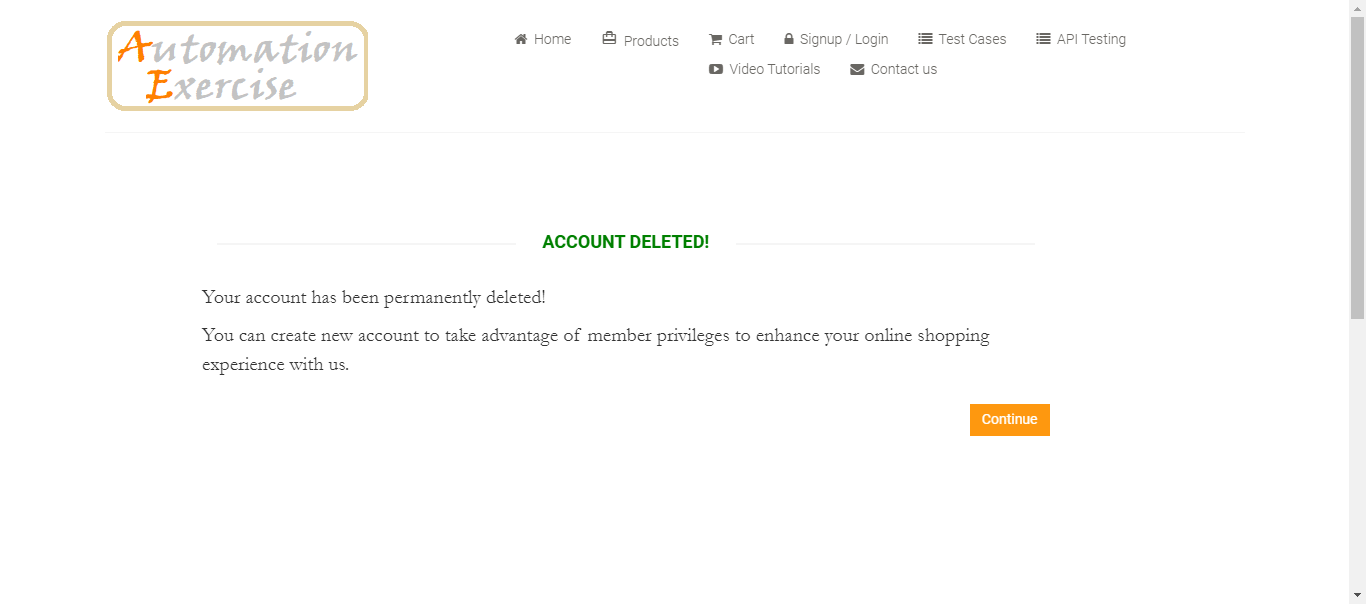 Automation
Exercise
Home Products Cart Signup / Login Test Cases API Testing
Video Tutorials Contact us
ACCOUNT DELETED!
Your account has been permanently deleted!
You can create new account to take advantage of member privileges to enhance your online shopping
experience with us.
Continue